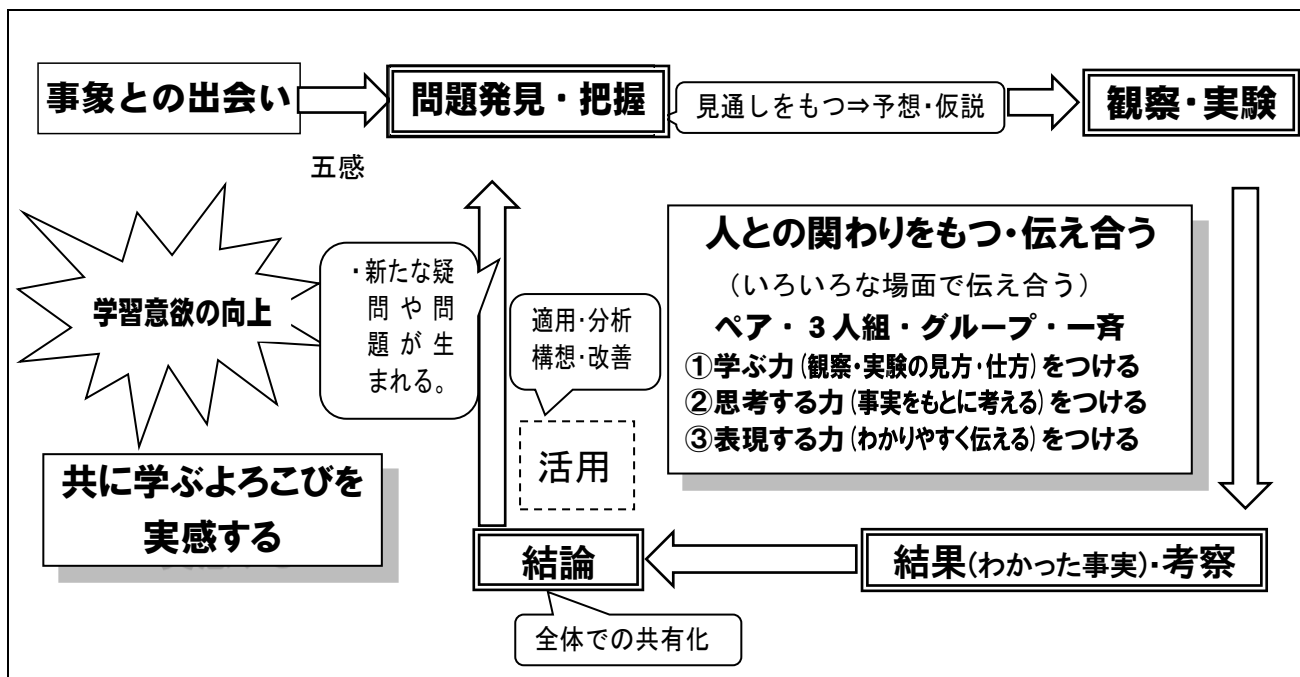 事象との出会い
問題発見・把握
見通しをもつ⇒予想・仮説
観察・実験
五感
人との関わりをもつ・伝え合う
（いろいろな場面で伝え合う）
ペア・３人組・グループ・一斉
①学ぶ力(観察・実験の見方・仕方)をつける
②思考する力(事実をもとに考える)をつける
③表現する力(わかりやすく伝える)をつける
学習意欲の向上
・新たな疑
問や問
題が生
まれる。
適用・分析
構想・改善
活用
共に学ぶよろこびを
実感する
結論
結果(わかった事実)・考察
全体での共有化